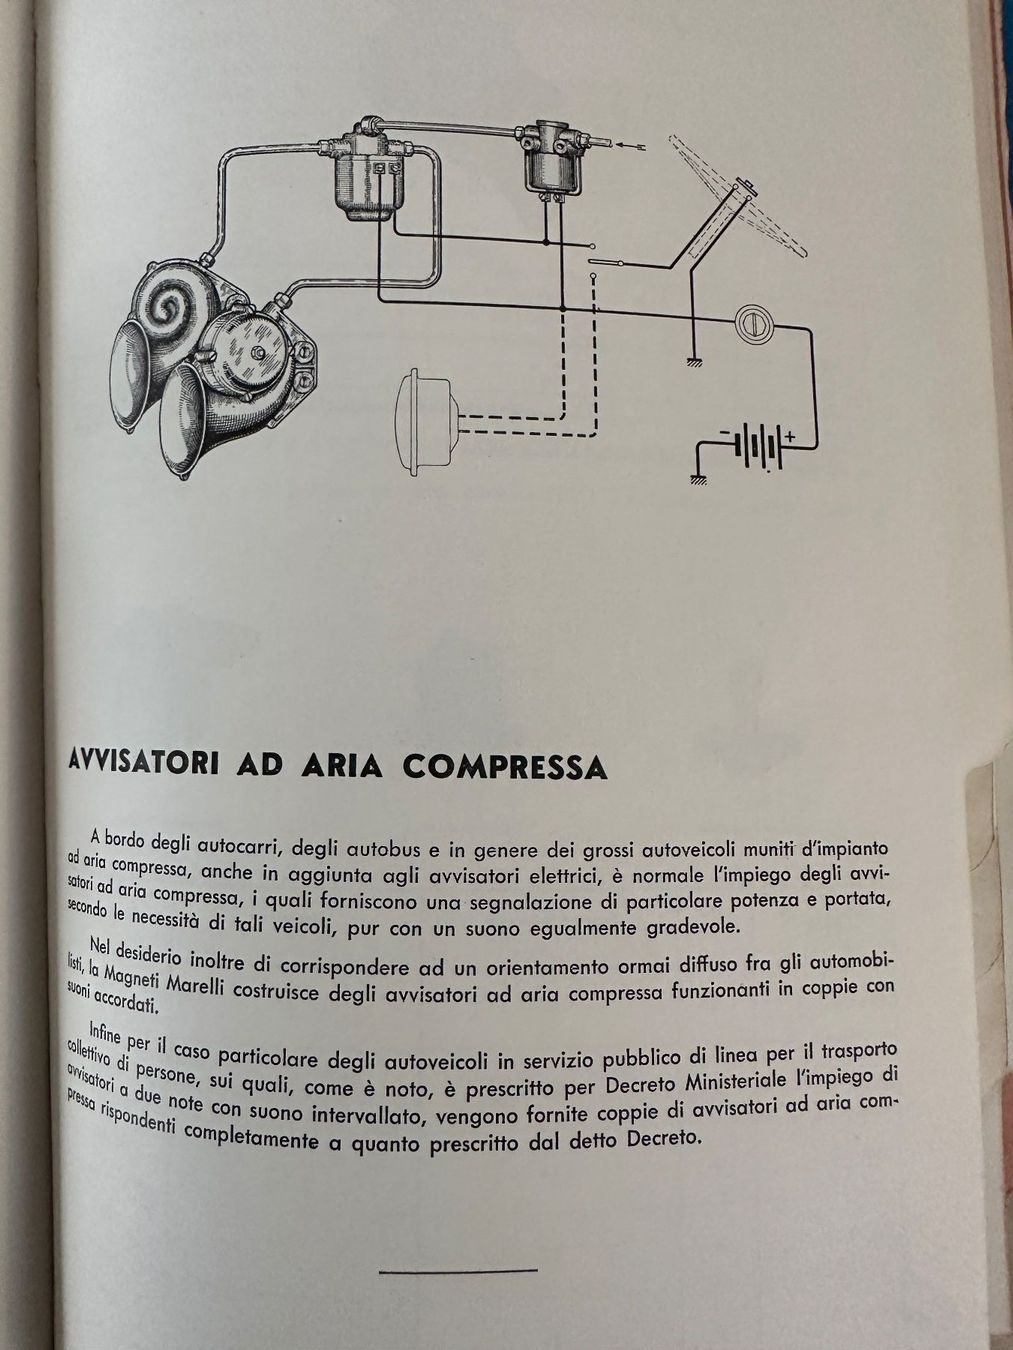 - +
AVVISATORI AD ARIA COMPRESSA
A bordo degli autocarri, degli autobus e in genere dei grossi autoveicoli muniti d'impianto
ad aria compressa, anche in aggiunta agli avvisatori elettrici, è normale l'impiego degli avvi-
satori ad aria compressa, i quali forniscono una segnalazione di particolare potenza e portata,
secondo le necessità di tali veicoli, pur con un suono egualmente gradevole.
Nel desiderio inoltre di corrispondere ad un orientamento ormai diffuso fra gli automobi-
listi, la Magneti Marelli costruisce degli avvisatori ad aria compressa funzionanti in coppie con
suoni accordati.
Infine per il caso particolare degli autoveicoli in servizio pubblico di linea per il trasporto
collettivo di persone, sui quali, come è noto, è prescritto per Decreto Ministeriale l'impiego di
avvisatori a due note con suono intervallato, vengono fornite coppie di avvisatori ad aria com-
pressa rispondenti completamente a quanto prescritto dal detto Decreto.